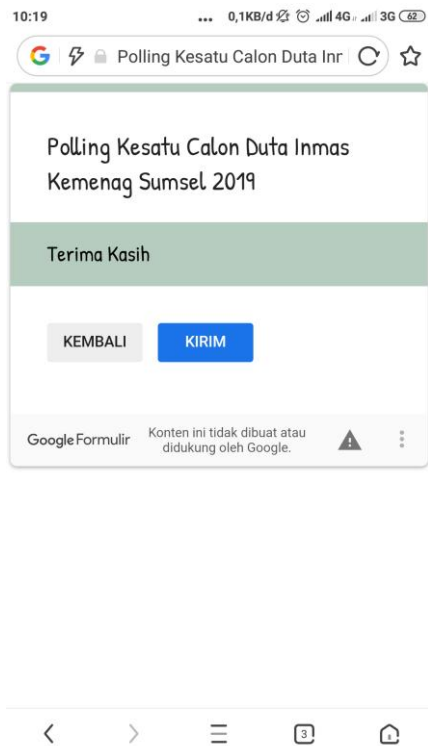 10:19 ... 0,1KB/d 4G 3G 62
G Polling Kesatu Calon Duta Inr
Polling Kesatu Calon Duta Inmas
Kemenag Sumsel 2019
Terima Kasih
KEMBALI KIRIM
Google Formulir Konten ini tidak dibuat atau
didukung oleh Google.
3